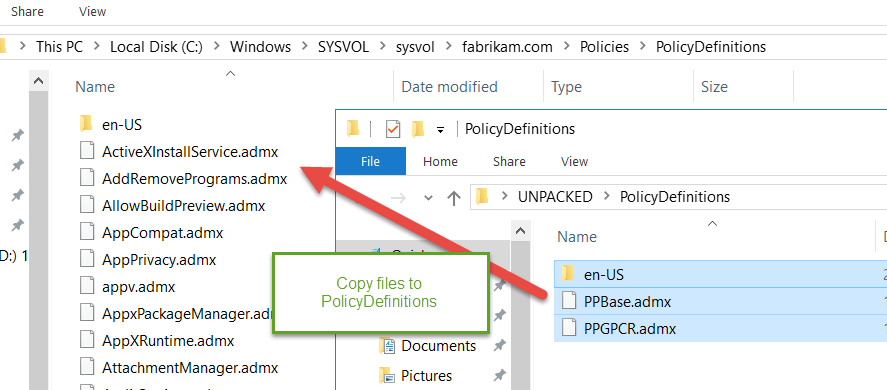 Share View
This PC Local Disk (C:) Windows SYSVOL sysvol fabrikam.com Policies PolicyDefinitions
Name Date modified Type Size
en-US
ActiveXInstallService.admx
AddRemovePrograms.admx
AllowBuildPreview.admx
AppCompat.admx
AppPrivacy.admx
appv.admx
AppxPackageManager.ad
AppXRuntime.admx
AttachmentManager.admx
D:) 1
PolicyDefinitions
File Home Share View
UNPACKED PolicyDefinitions
Name
en-US
PPBase.admx
PPGPCR.admx
Copy files to
PolicyDefinitions
Documents
Pictures